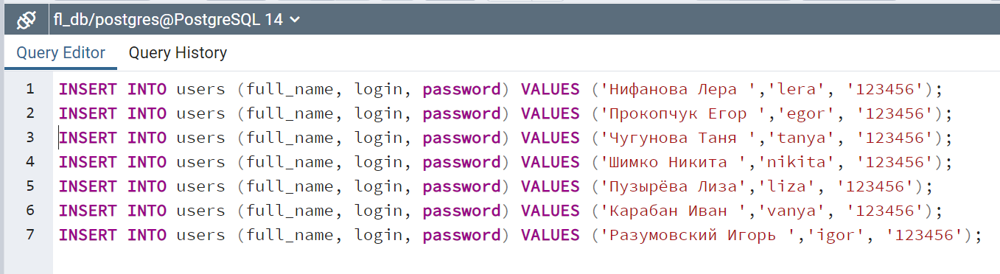 fl_db/postgres@PostgreSQL 14
Query Editor Query History
1 INSERT INTO users (full_name, login, password) VALUES ('Нифанова Лера ','lera', '123456');
2 INSERT INTO users (full_name, login, password) VALUES ('Прокопчук Егор ','egor', '123456');
3 INSERT INTO users (full_name, login, password) VALUES ('Чугунова Таня ','tanya', '123456');
4 INSERT INTO users (full_name, login, password) VALUES ('Шимко Никита ','nikita', '123456');
5 INSERT INTO users (full_name, login, password) VALUES ('Пузырёва Лиза','liza', '123456');
6 INSERT INTO users (full_name, login, password) VALUES ('Карабан Иван ','vanya', '123456');
7 INSERT INTO users (full_name, login, password) VALUES ('Разумовский Игорь ','igor', '123456');